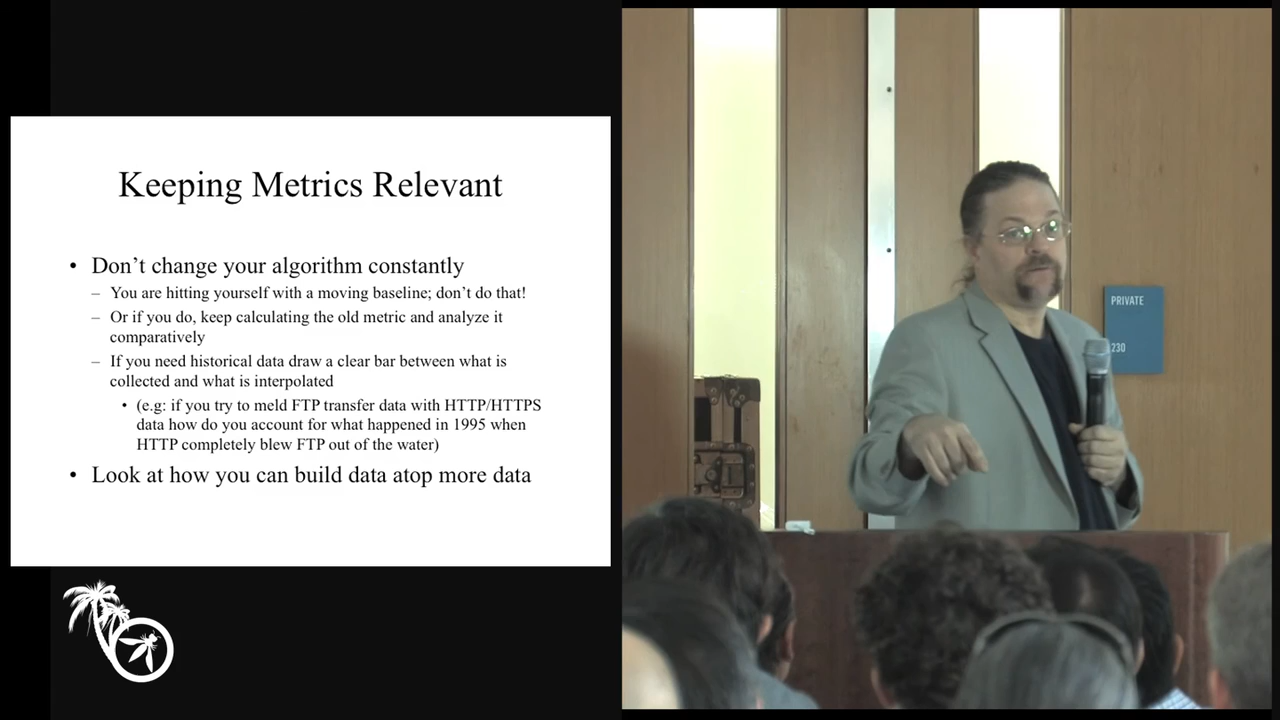 Keeping Metrics Relevant
• Don’t change your algorithm constantly
– You are hitting yourself with a moving baseline; don’t do that!
– Or if you do, keep calculating the old metric and analyze it
comparatively
– If you need historical data draw a clear bar between what is
collected and what is interpolated
• (e.g: if you try to meld FTP transfer data with HTTP/HTTPS
data how do you account for what happened in 1995 when
HTTP completely blew FTP out of the water)
• Look at how you can build data atop more data
PRIVATE
230